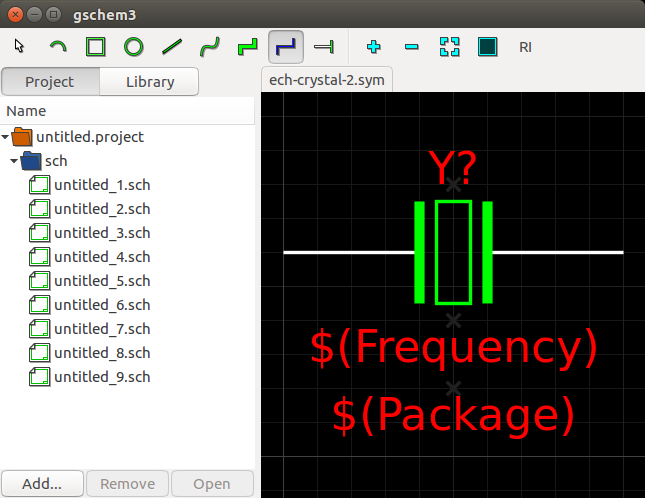 gschem3
RI
Project
Library
ech-crystal-2.sym
Name
untitled.project
sch
untitled_1.sch
untitled_2.sch
untitled_3.sch
untitled_4.sch
untitled_5.sch
untitled_6.sch
untitled_7.sch
untitled_8.sch
untitled_9.sch
Y?
$(Frequency)
$(Package)
Add...
Remove
Open